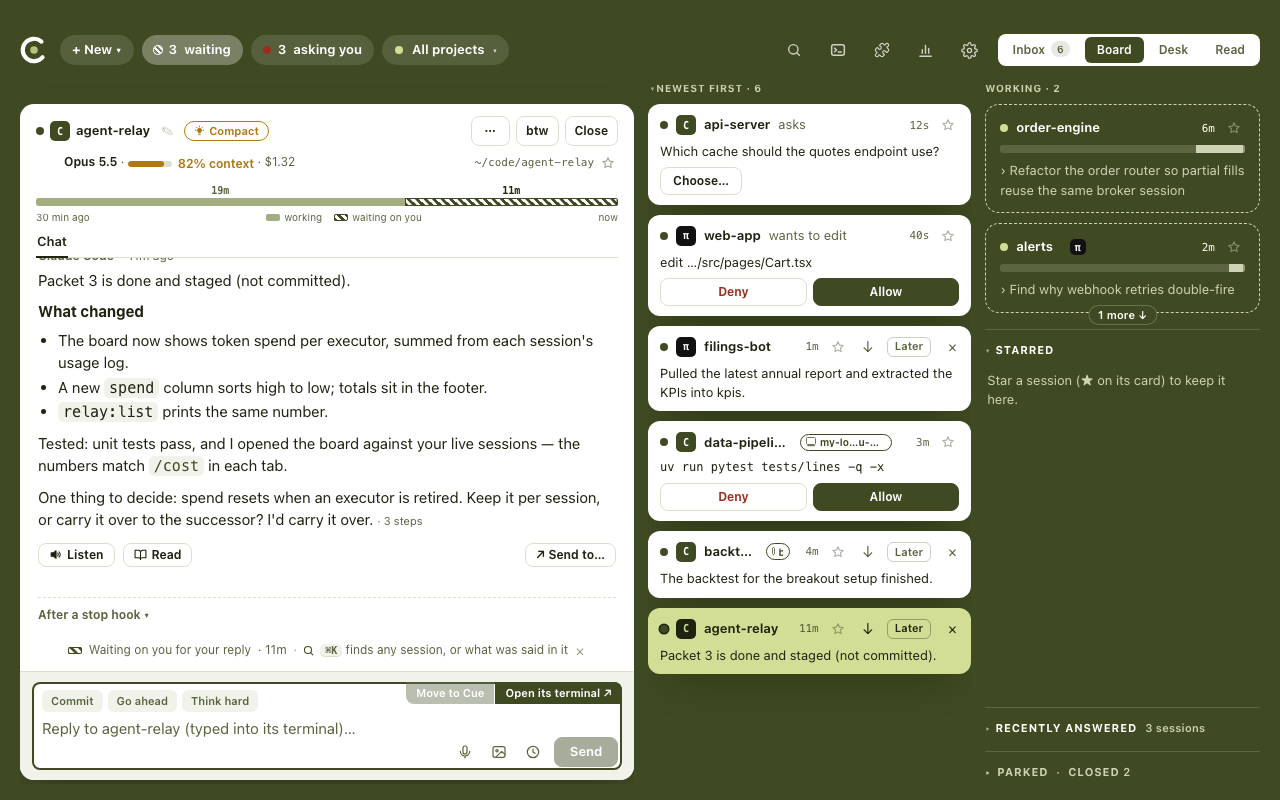 + New ▾
3 waiting
3 asking you
All projects ▾
Inbox 6
Board
Desk
Read
C agent-relay
Compact
...
btw
Close
Opus 5.5 · 82% context · $1.32
~/code/agent-relay
19m
11m
30 min ago
working
waiting on you
now
Chat
Packet 3 is done and staged (not committed).
What changed
• The board now shows token spend per executor, summed from each session's
usage log.
• A new spend column sorts high to low; totals sit in the footer.
• relay:list prints the same number.
Tested: unit tests pass, and I opened the board against your live sessions — the
numbers match /cost in each tab.
One thing to decide: spend resets when an executor is retired. Keep it per session,
or carry it over to the successor? I'd carry it over. · 3 steps
Listen
Read
↗ Send to...
After a stop hook ▾
Waiting on you for your reply · 11m · ⌘K finds any session, or what was said in it ×
Commit
Go ahead
Think hard
Move to Cue
Open its terminal ↗
Reply to agent-relay (typed into its terminal)...
Send
NEWEST FIRST · 6
C api-server asks 12s
Which cache should the quotes endpoint use?
Choose...
π web-app wants to edit 40s
edit …/src/pages/Cart.tsx
Deny
Allow
π filings-bot 1m ↓ Later ×
Pulled the latest annual report and extracted the
KPIs into kpis.
C data-pipeli... my-lo...u-... 3m
uv run pytest tests/lines -q -x
Deny
Allow
C backt... 4m ↓ Later ×
The backtest for the breakout setup finished.
C agent-relay 11m ↓ Later ×
Packet 3 is done and staged (not committed).
WORKING · 2
order-engine 6m
› Refactor the order router so partial fills
reuse the same broker session
alerts π 2m
› Find why webhook retries double-fire
1 more ↓
STARRED
Star a session (★ on its card) to keep it
here.
RECENTLY ANSWERED 3 sessions
PARKED · CLOSED 2